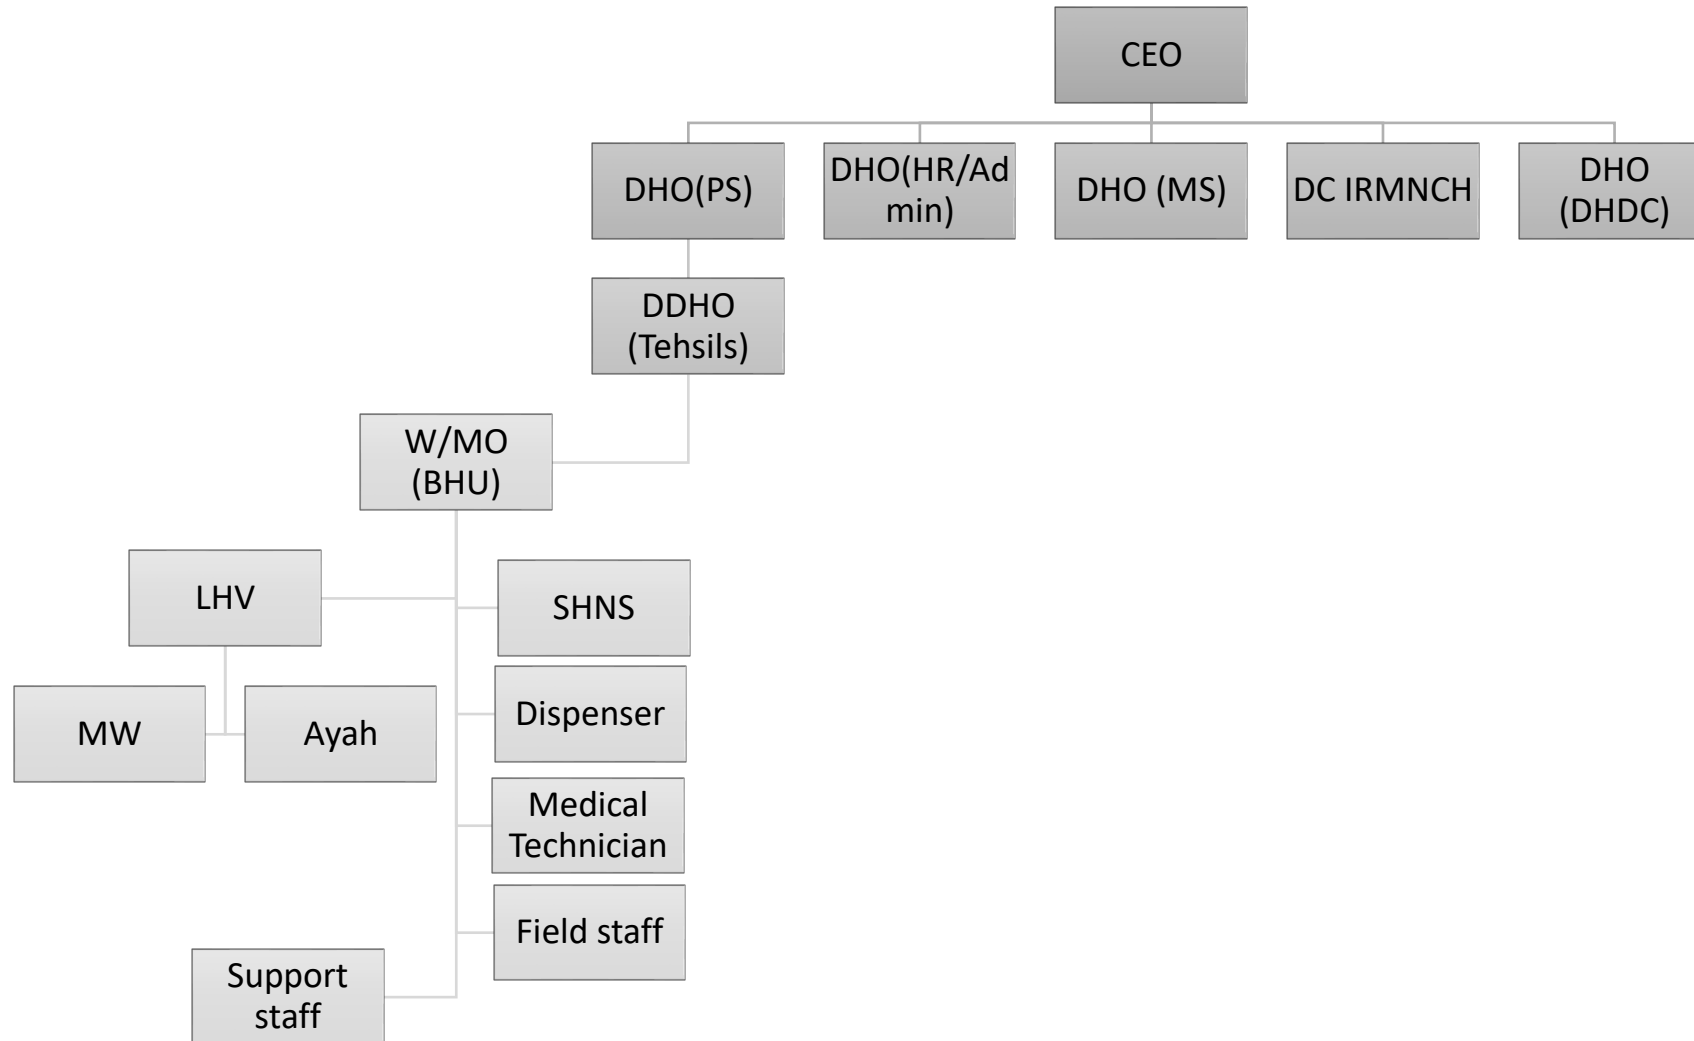 CEO
DHO(PS)
DHO(HR/Ad
min)
DHO (MS)
DC IRMNCH
DHO
(DHDC)
DDHO
(Tehsils)
W/MO
(BHU)
LHV
SHNS
MW
Ayah
Dispenser
Medical
Technician
Field staff
Support
staff